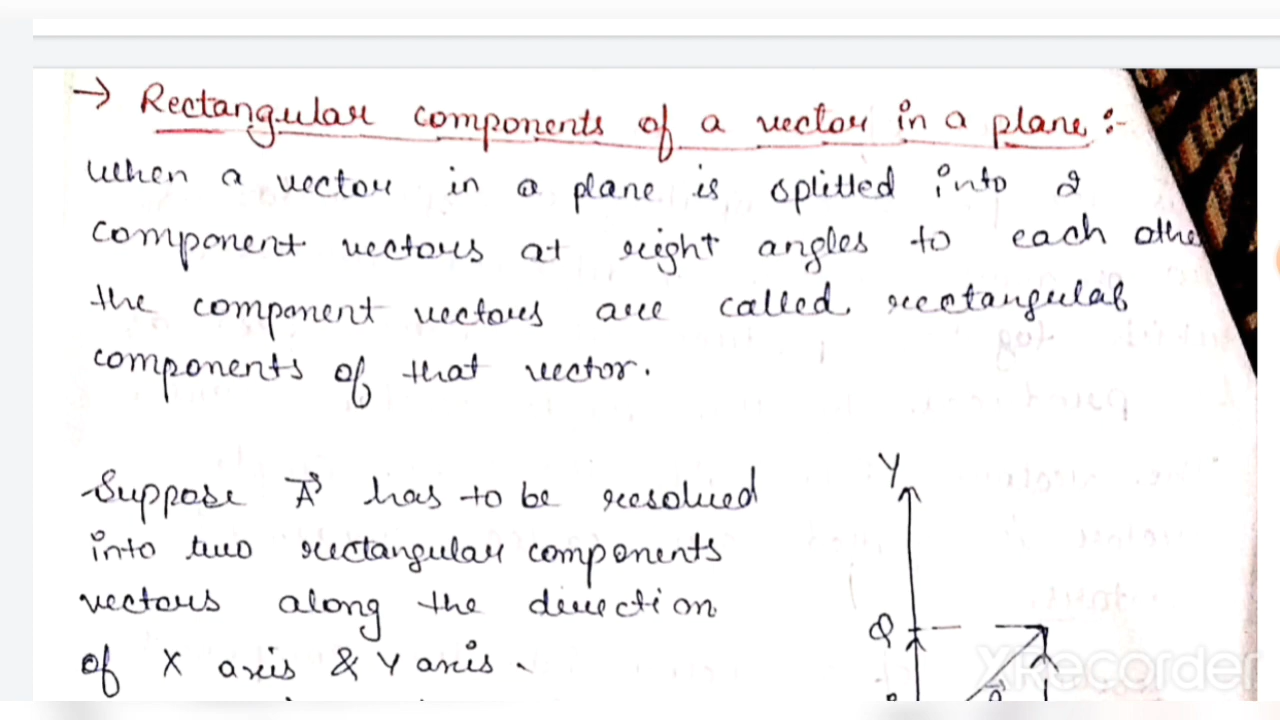 → Rectangular components of a vector in a plane :-
when a vector in a plane is splitted into 2
component vectors at right angles to each othe
the component vectors are called. rectangular
components of that vector.
Suppose A⃗ has to be resolved
into two rectangular components
vectors along the direction
of X axis & Y axis.
Y
Q
A⃗
XRecorder